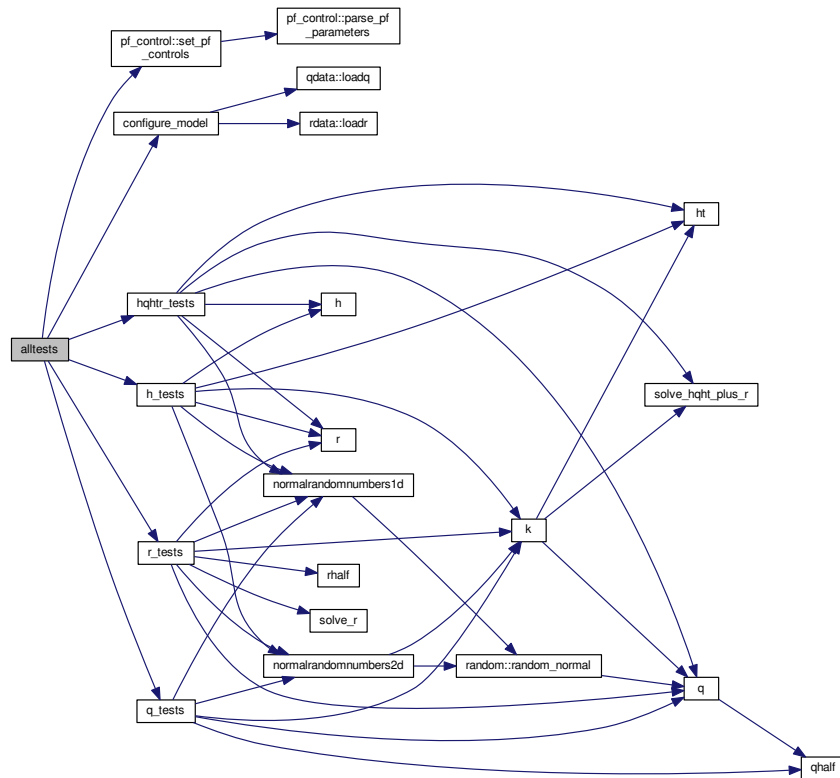 pf_control::parse_pf
_parameters
pf_control::set_pf
_controls
qdata::loadq
configure_model
rdata::loadr
ht
hqhtr_tests
h
alltests
h_tests
solve_hqht_plus_r
r
normalrandomnumbers1d
k
r_tests
rhalf
solve_r
normalrandomnumbers2d
random::random_normal
q
q_tests
qhalf